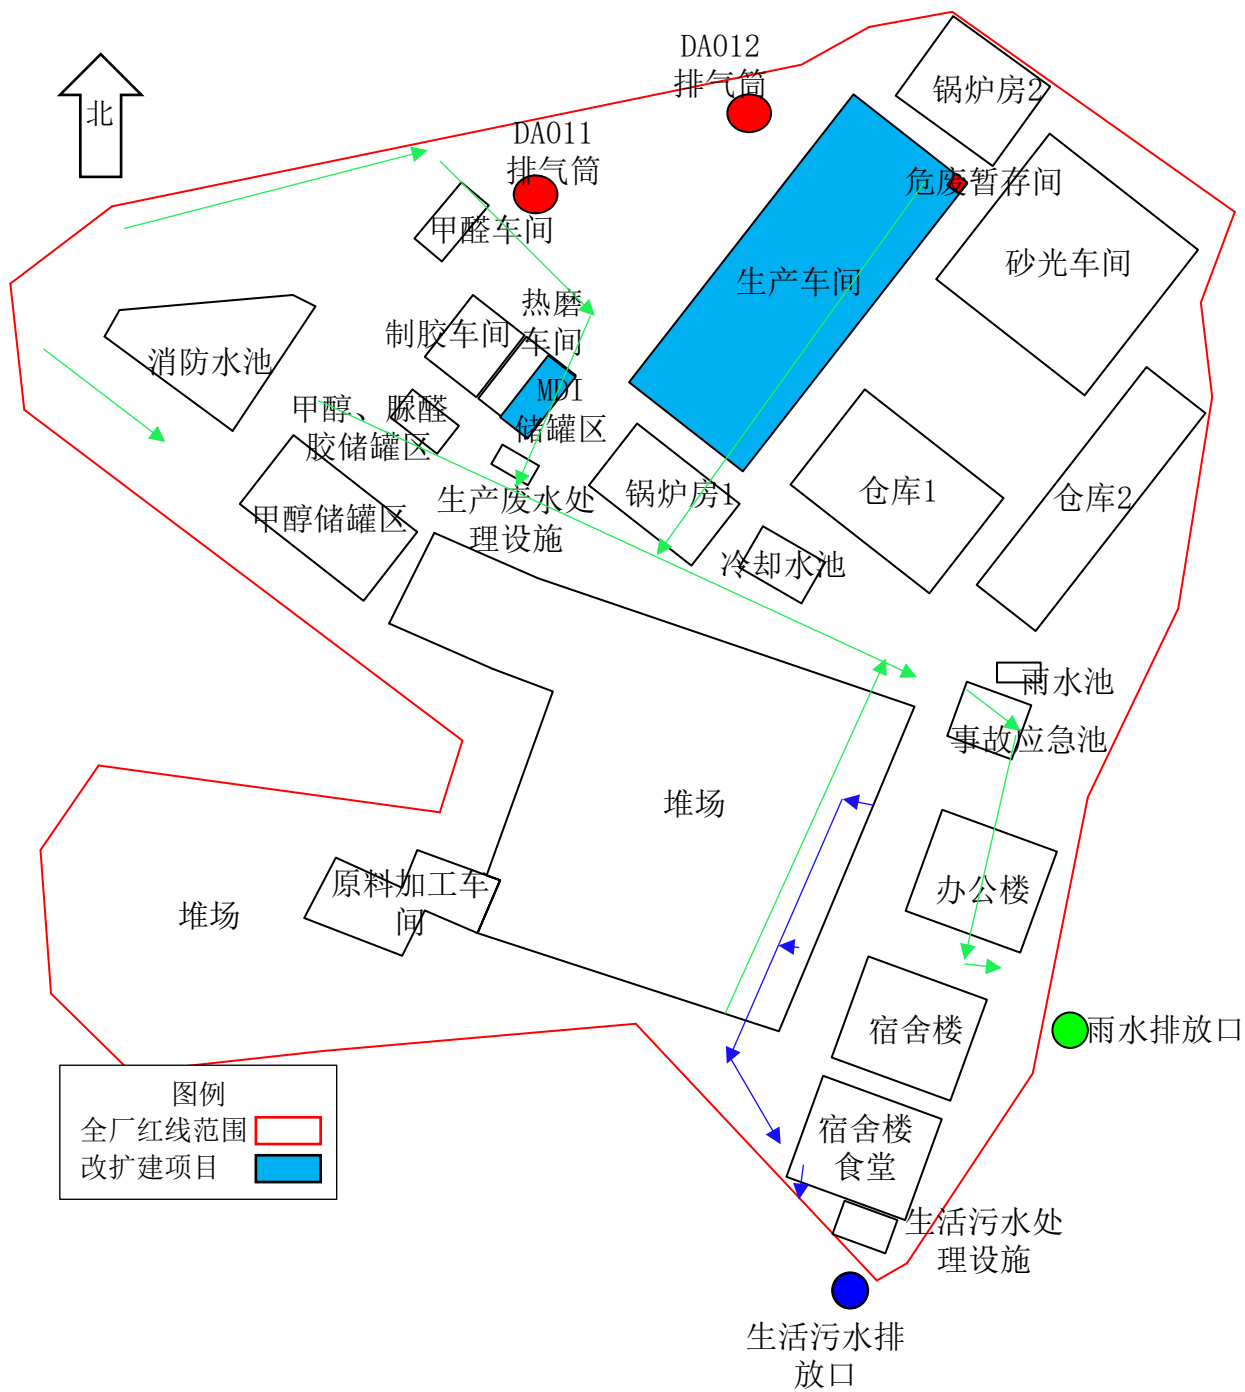 DA012
排气筒
锅炉房2
北
DA011
排气筒
危废暂存间
甲醛车间
砂光车间
生产车间
热磨
车间
制胶车间
消防水池
MDI
储罐区
甲醇、脲醛
胶储罐区
锅炉房1
仓库1
仓库2
生产废水处
理设施
甲醇储罐区
冷却水池
雨水池
事故应急池
堆场
办公楼
原料加工车
间
堆场
宿舍楼
雨水排放口
图例
全厂红线范围
改扩建项目
宿舍楼
食堂
生活污水处
理设施
生活污水排
放口